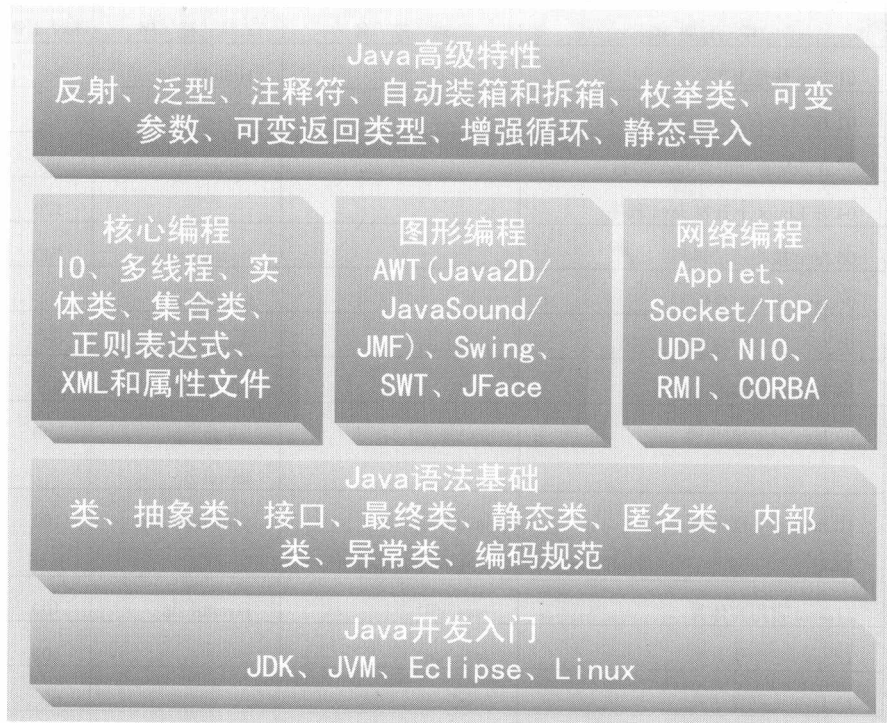 Java高级特性
反射、泛型、注释符、自动装箱和拆箱、枚举类、可变
参数、可变返回类型、增强循环、静态导入
核心编程
IO、多线程、实
体类、集合类、
正则表达式、
XML和属性文件
图形编程
AWT(Java2D/
JavaSound/
JMF)、Swing、
SWT、JFace
网络编程
Applet、
Socket/TCP/
UDP、NIO、
RMI、CORBA
Java语法基础
类、抽象类、接口、最终类、静态类、匿名类、内部
类、异常类、编码规范
Java开发入门
JDK、JVM、Eclipse、Linux